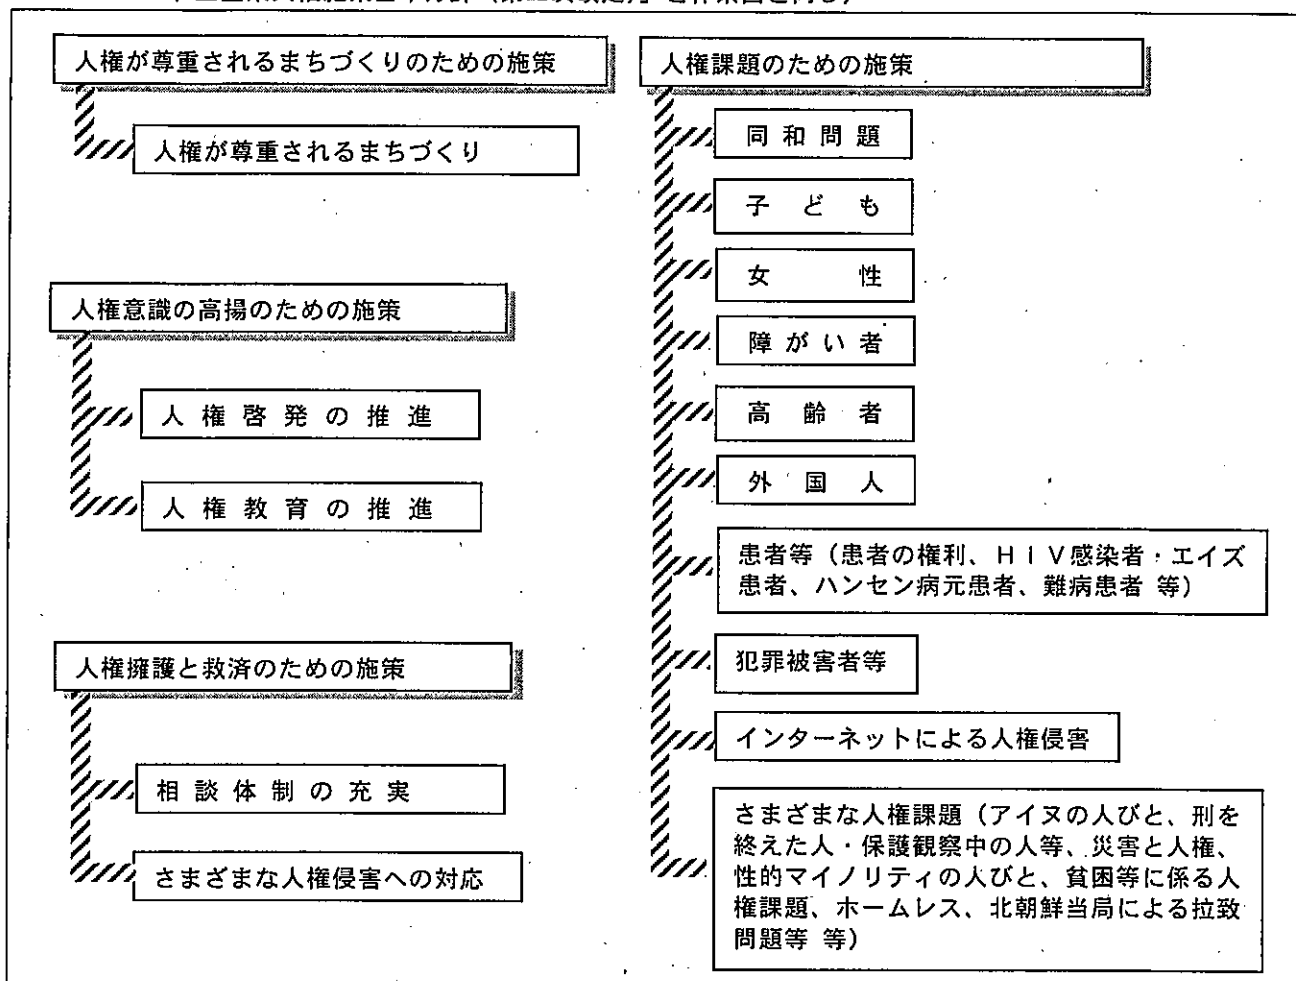 人権が尊重されるまちづくりのための施策
人権が尊重されるまちづくり
人権意識の高揚のための施策
人権啓発の推進
人権教育の推進
人権擁護と救済のための施策
相談体制の充実
さまざまな人権侵害への対応
人権課題のための施策
同和問題
子ども
女性
障がい者
高齢者
外国人
患者等（患者の権利、ＨＩＶ感染者・エイズ
患者、ハンセン病元患者、難病患者 等）
犯罪被害者等
インターネットによる人権侵害
さまざまな人権課題（アイヌの人びと、刑を
終えた人・保護観察中の人等、災害と人権、
性的マイノリティの人びと、貧困等に係る人
権課題、ホームレス、北朝鮮当局による拉致
問題等 等）